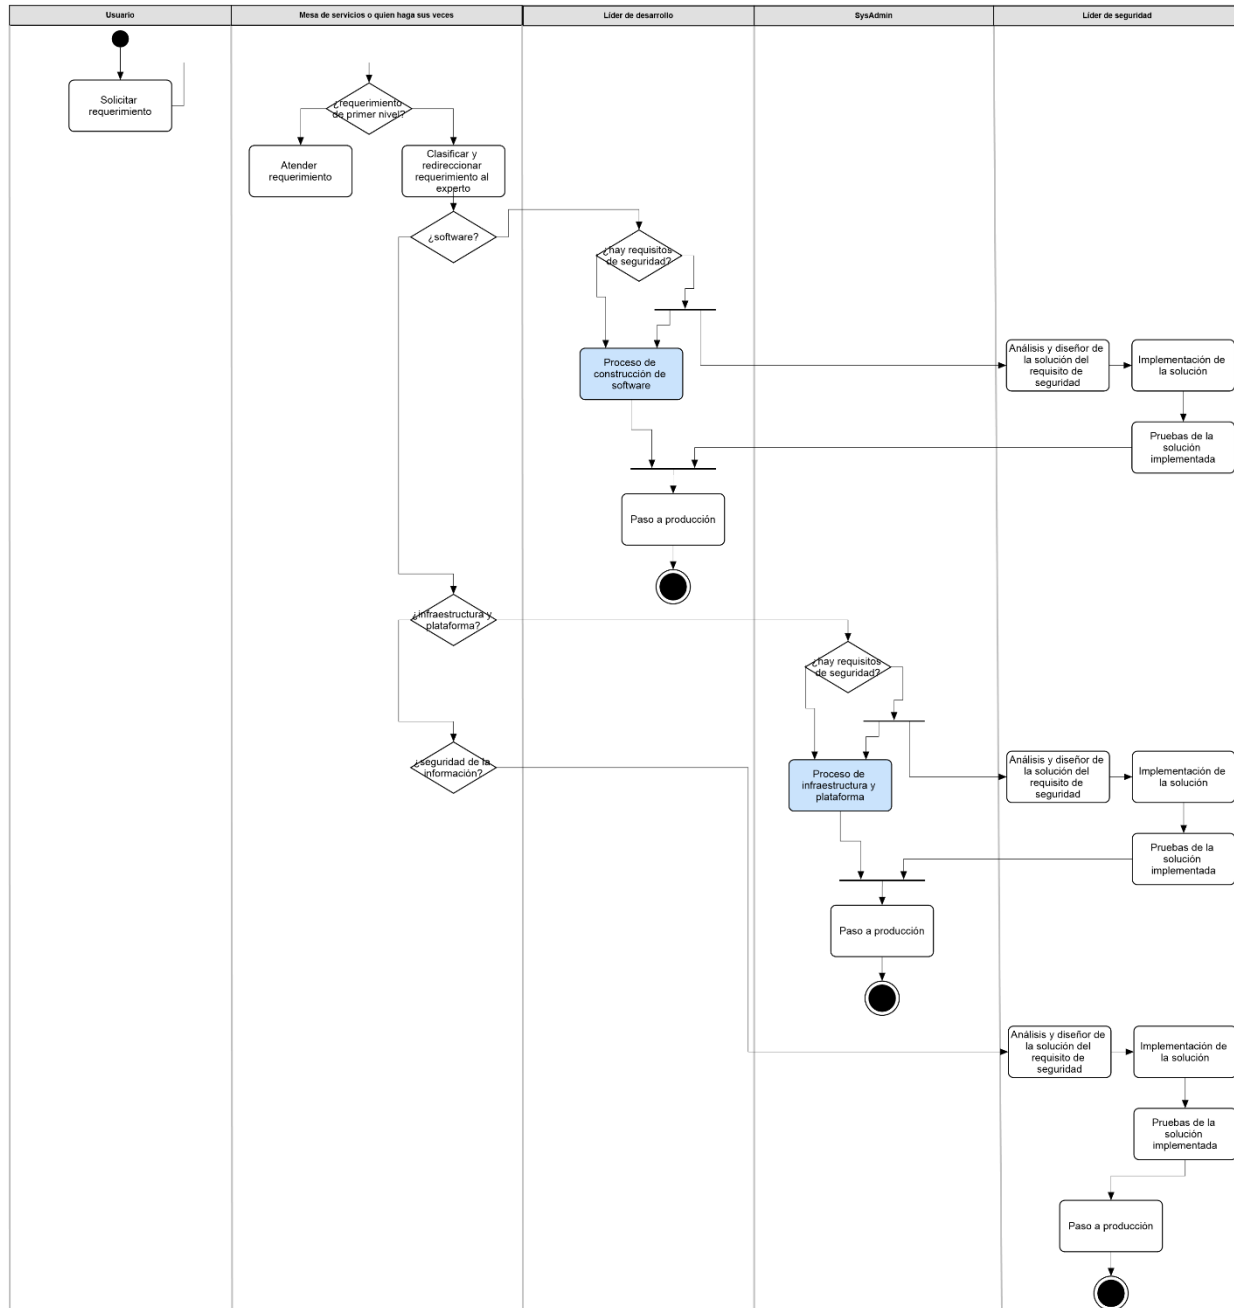 Usuario
Mesa de servicios o quien haga sus veces
Líder de desarrollo
SysAdmin
Líder de seguridad
Solicitar
requerimiento
¿requerimiento
de primer nivel?
Atender
requerimiento
Clasificar y
redireccionar
requerimiento al
experto
¿software?
¿hay requisitos
de seguridad?
Proceso de
construcción de
software
Análisis y diseñor de
la solución del
requisito de
seguridad
Implementación de
la solución
Pruebas de la
solución
implementada
Paso a producción
¿infraestructura y
plataforma?
¿hay requisitos
de seguridad?
¿seguridad de la
información?
Proceso de
infraestructura y
plataforma
Análisis y diseñor de
la solución del
requisito de
seguridad
Implementación de
la solución
Pruebas de la
solución
implementada
Paso a producción
Análisis y diseñor de
la solución del
requisito de
seguridad
Implementación de
la solución
Pruebas de la
solución
implementada
Paso a producción